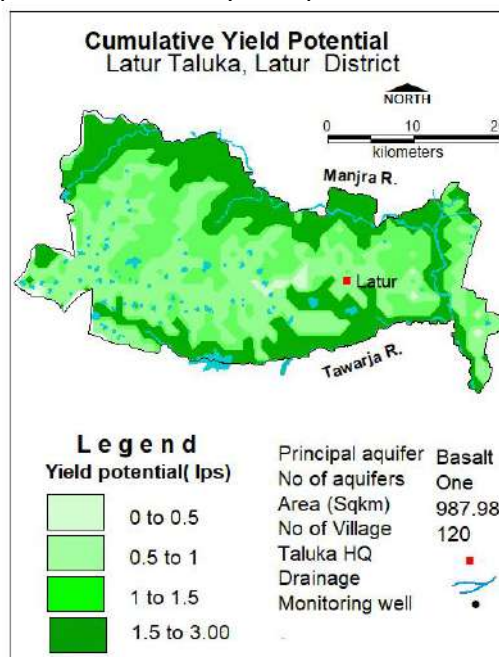 Cumulative Yield Potential
Latur Taluka, Latur District
NORTH
0 10
kilometers
Manjra R.
Latur
Tawarja R.
Legend
Yield potential( lps)
0 to 0.5
0.5 to 1
1 to 1.5
1.5 to 3.00
Principal aquifer Basalt
No of aquifers One
Area (Sqkm) 987.98
No of Village 120
Taluka HQ
Drainage
Monitoring well